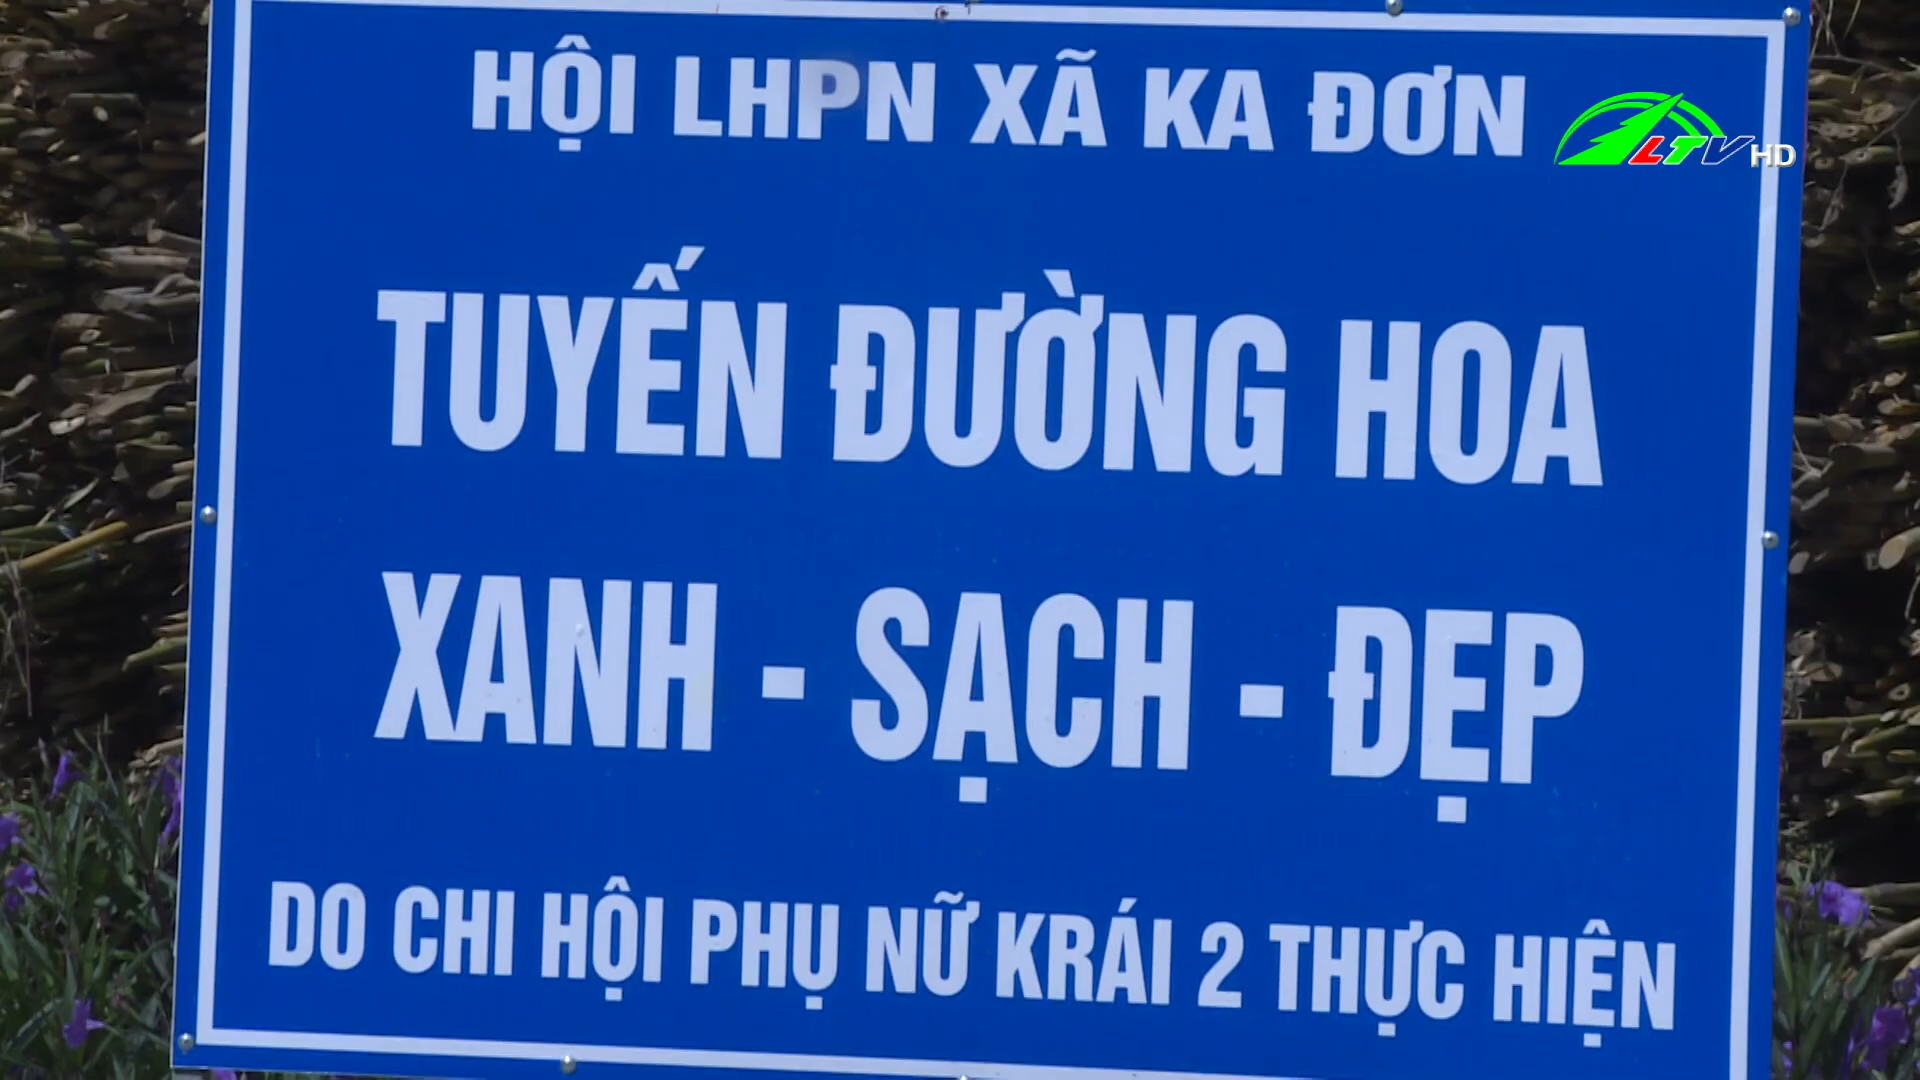 HỘI LHPN XÃ KA ĐƠN
LTV HD
TUYẾN ĐƯỜNG HOA
XANH - SẠCH - ĐẸP
DO CHI HỘI PHỤ NỮ KRÁI 2 THỰC HIỆN